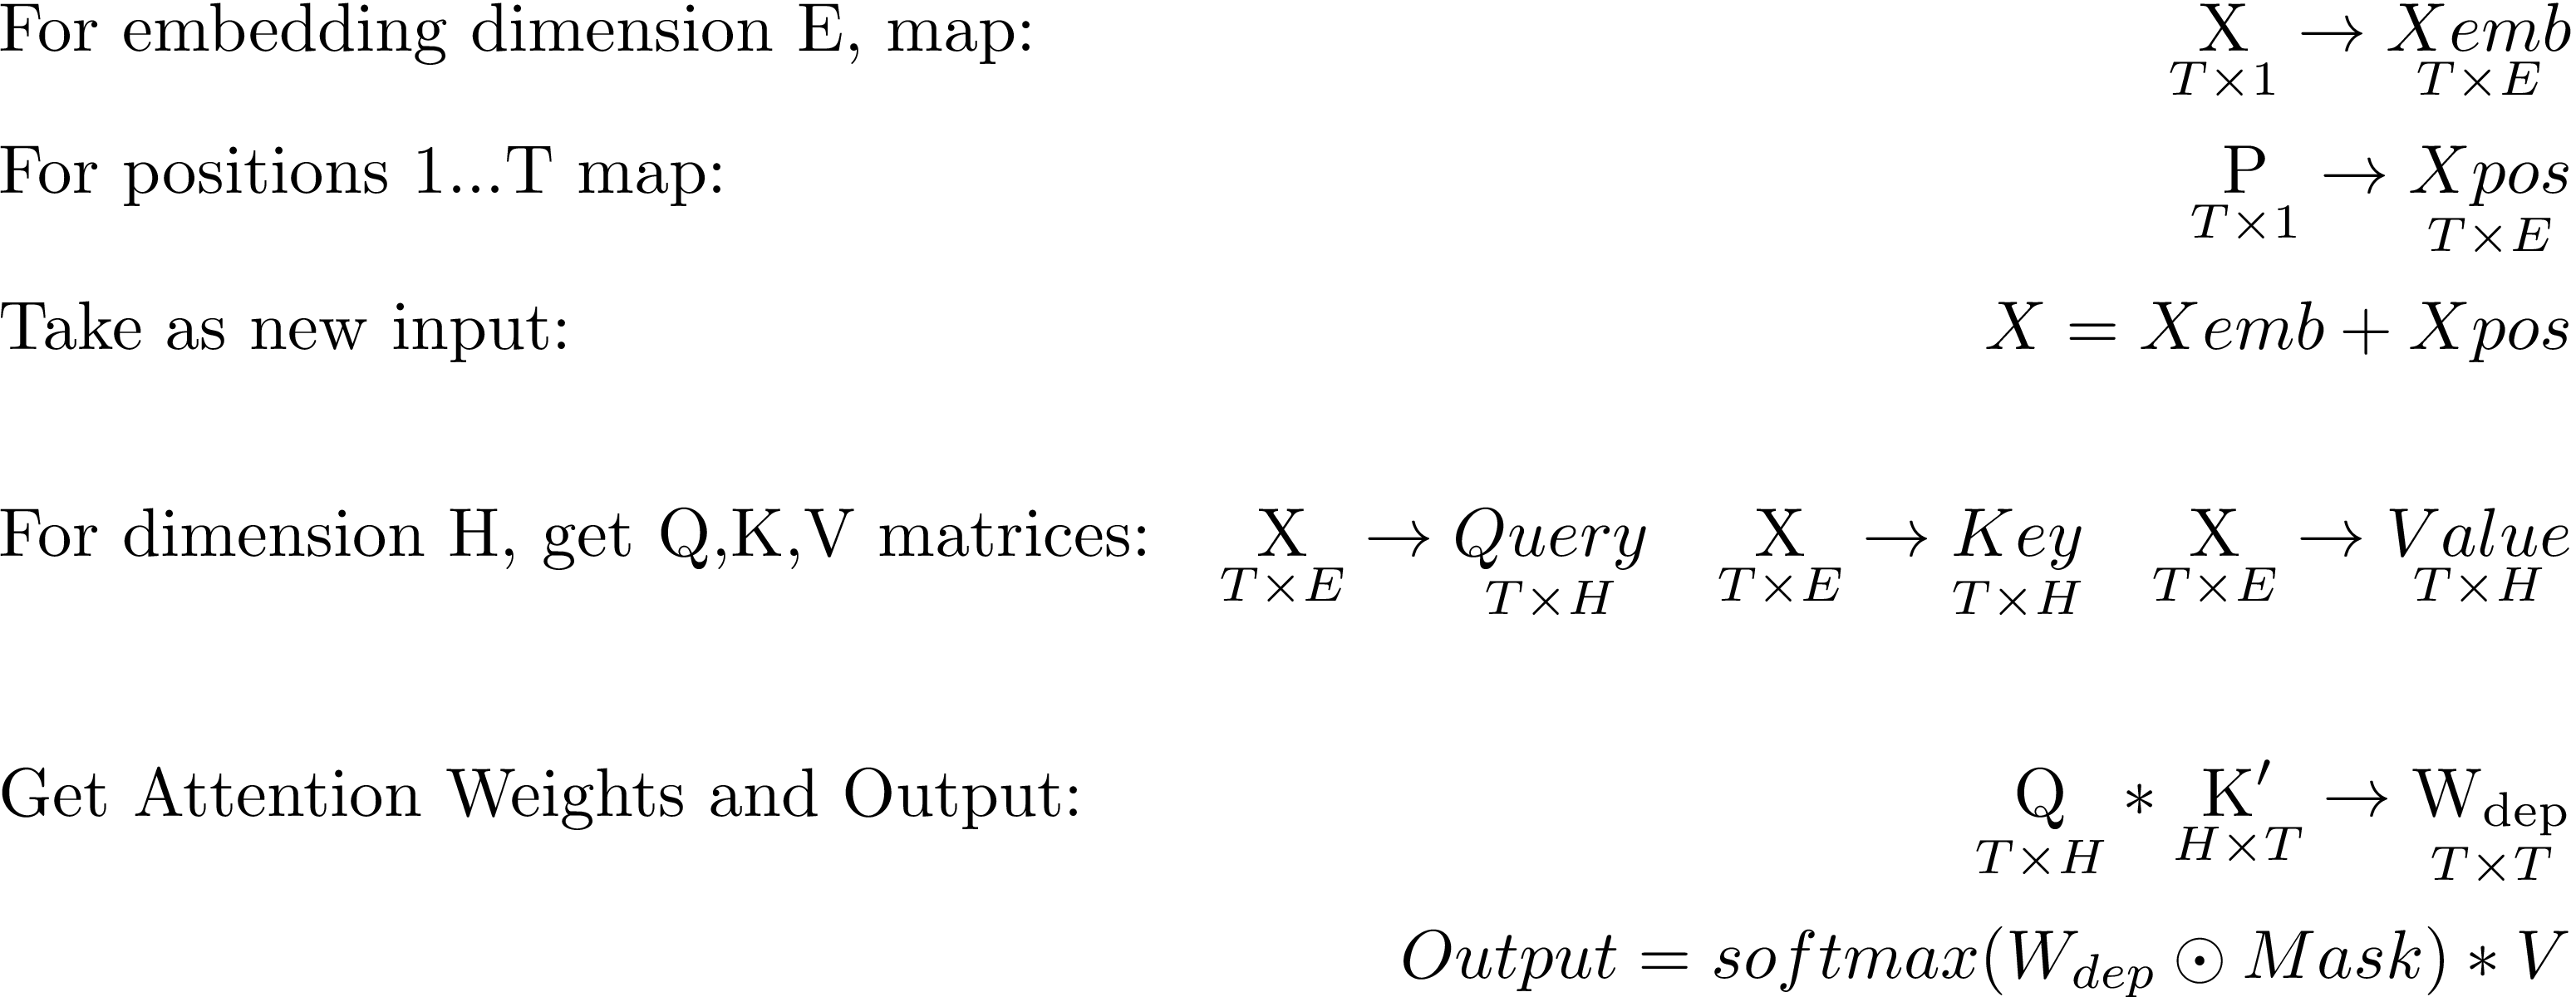 For embedding dimension E, map: X → Xemb
T×1 T×E
For positions 1...T map: P → Xpos
T×1 T×E
Take as new input: X = Xemb + Xpos
For dimension H, get Q,K,V matrices: X → Query X → Key X → Value
T×E T×H T×E T×H T×E T×H
Get Attention Weights and Output: Q * K′ → W_dep
T×H H×T T×T
Output = softmax(W_dep ⊙ Mask) * V